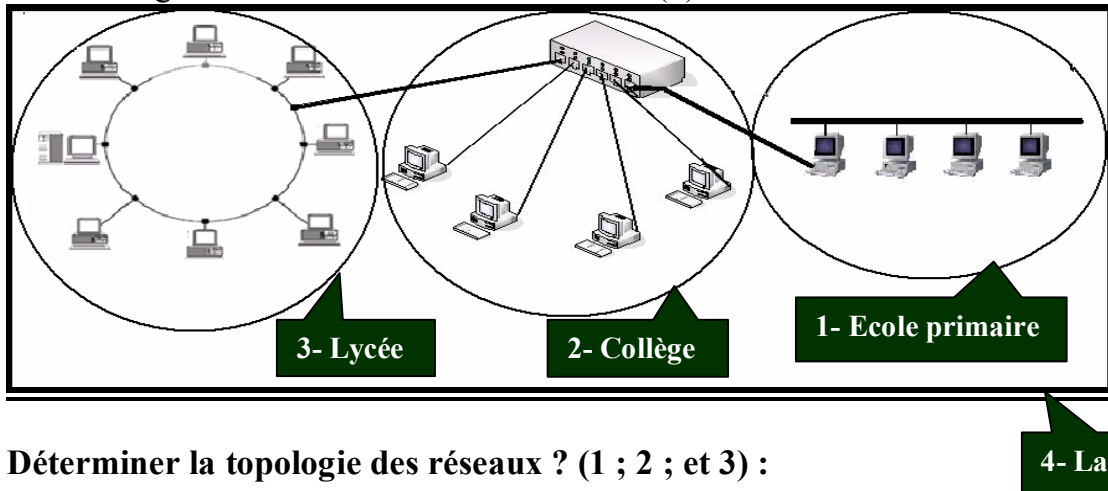 3- Lycée
2- Collège
1- Ecole primaire
4- La
Déterminer la topologie des réseaux ? (1 ; 2 ; et 3) :